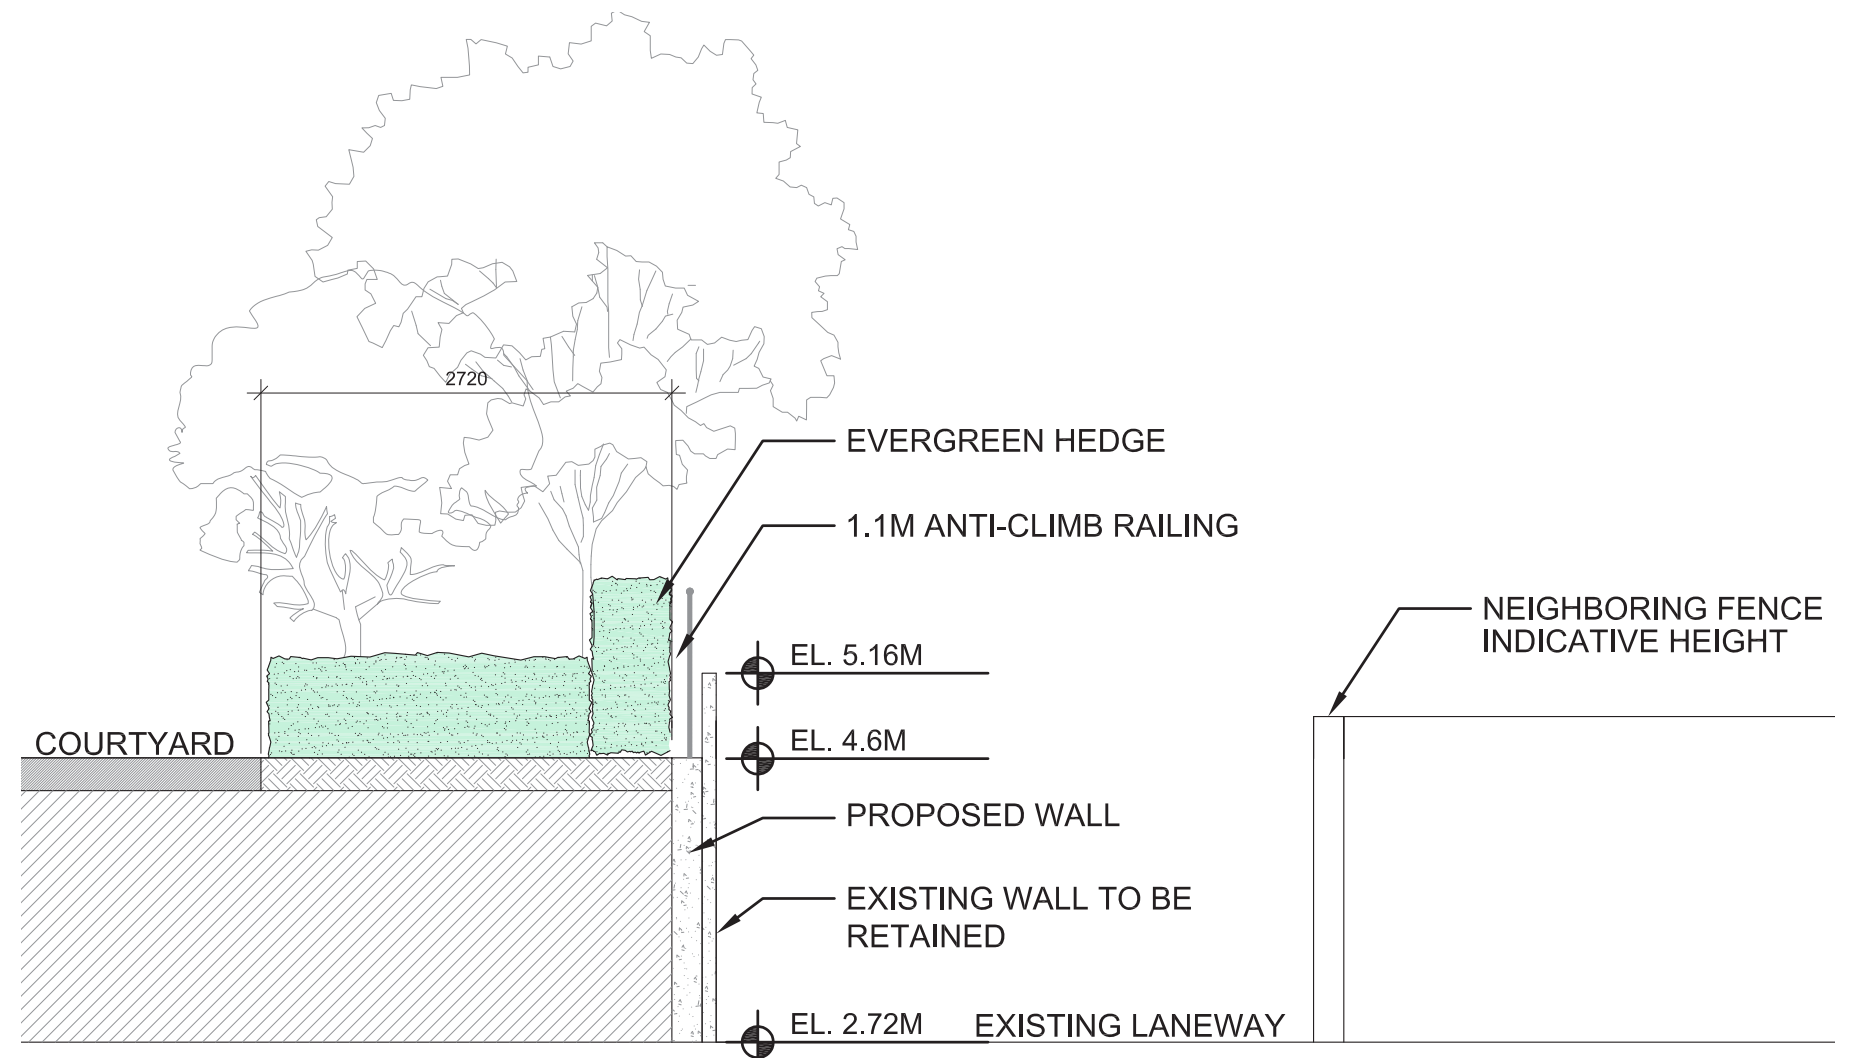 2720
EVERGREEN HEDGE
1.1M ANTI-CLIMB RAILING
NEIGHBORING FENCE
INDICATIVE HEIGHT
EL. 5.16M
COURTYARD
EL. 4.6M
PROPOSED WALL
EXISTING WALL TO BE
RETAINED
EL. 2.72M
EXISTING LANEWAY